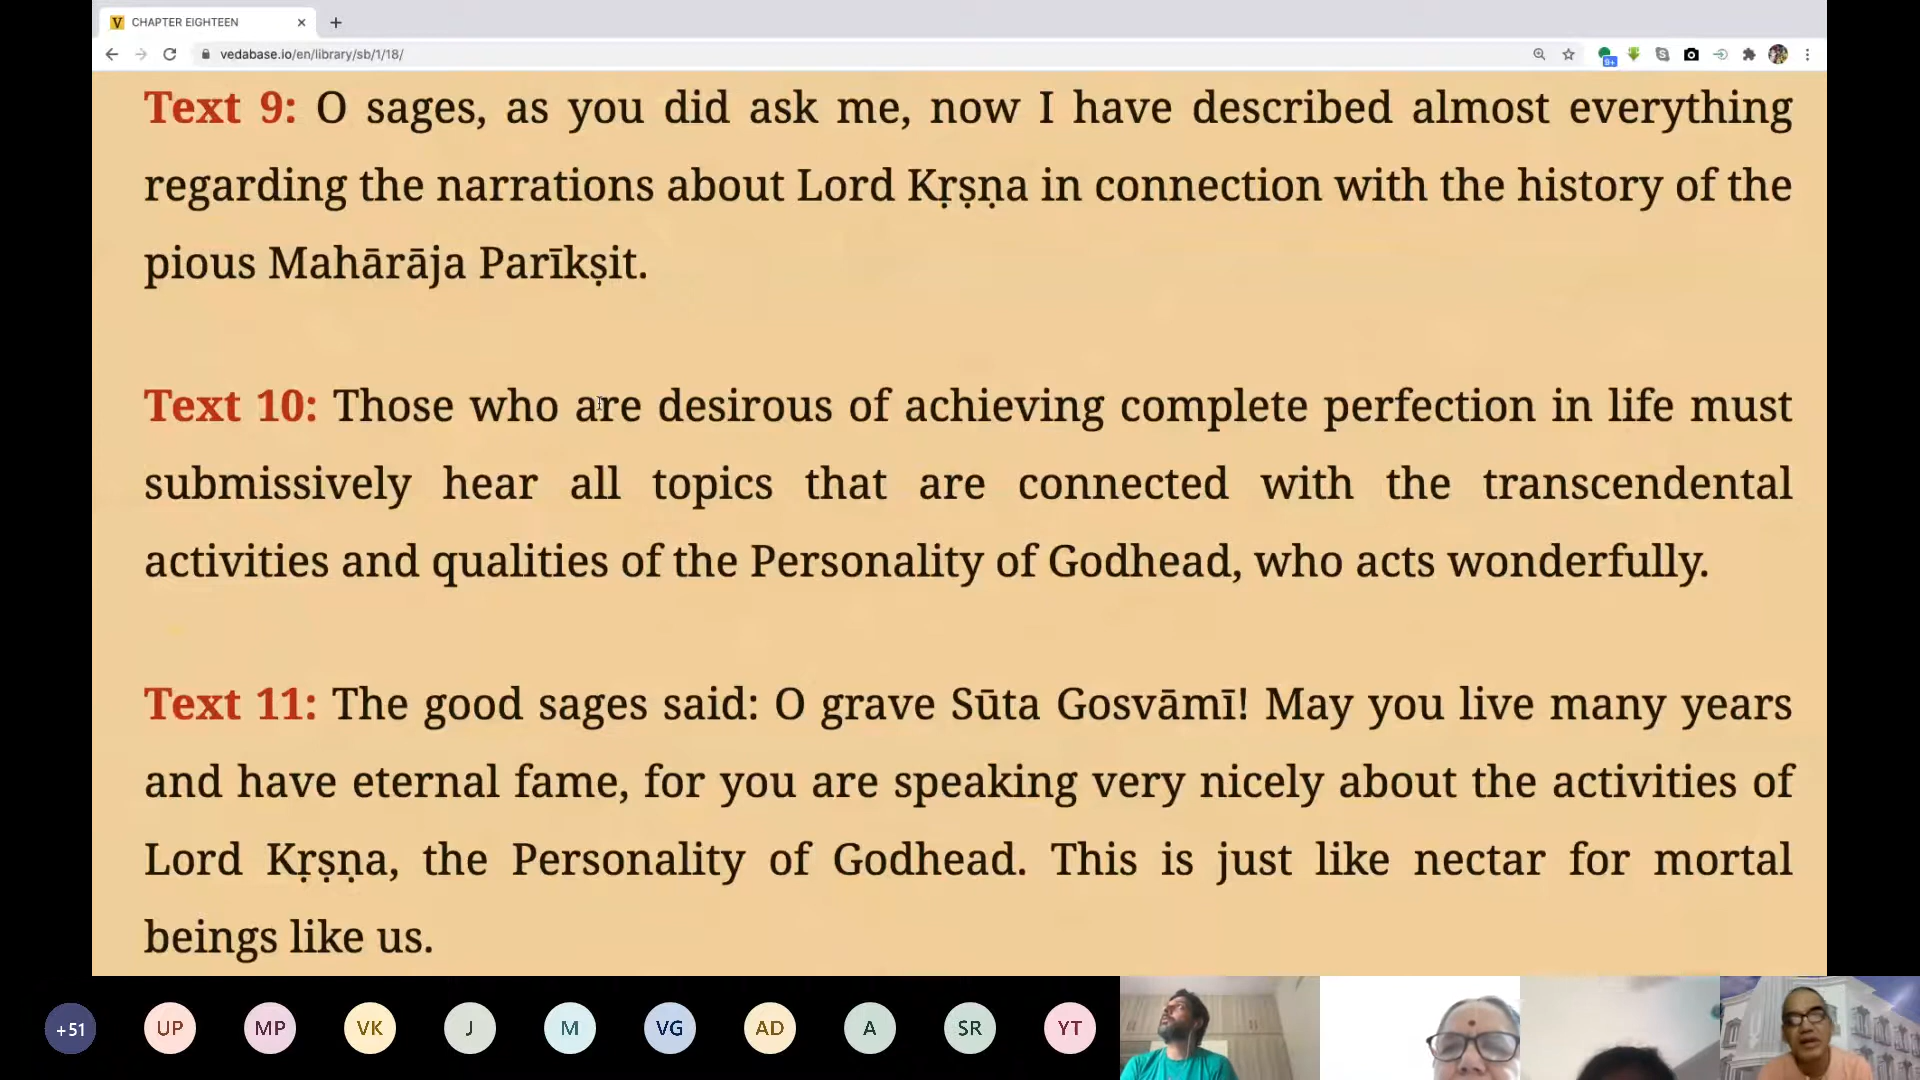 V CHAPTER EIGHTEEN
vedabase.io/en/library/sb/1/18/
9+
Text 9: O sages, as you did ask me, now I have described almost everything
regarding the narrations about Lord Kṛṣṇa in connection with the history of the
pious Mahārāja Parīkṣit.
Text 10: Those who are desirous of achieving complete perfection in life must
submissively hear all topics that are connected with the transcendental
activities and qualities of the Personality of Godhead, who acts wonderfully.
Text 11: The good sages said: O grave Sūta Gosvāmī! May you live many years
and have eternal fame, for you are speaking very nicely about the activities of
Lord Kṛṣṇa, the Personality of Godhead. This is just like nectar for mortal
beings like us.
+51 UP MP VK J M VG AD A SR YT